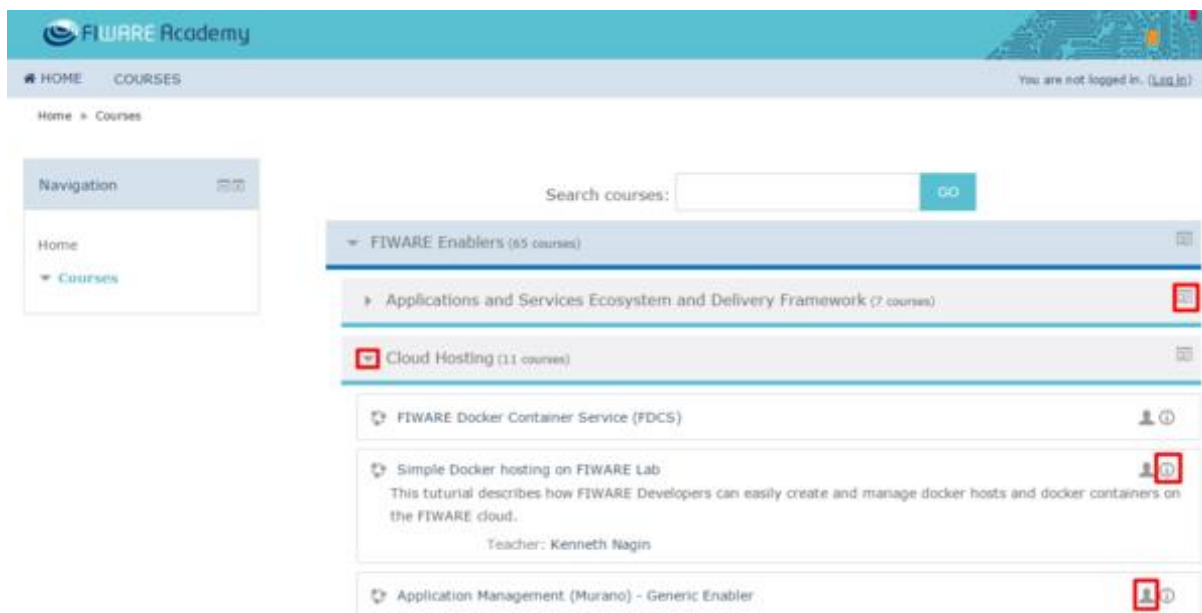 FIWARE Academy
HOME COURSES You are not logged in. (Log in)
Home » Courses
Navigation
Search courses: GO
Home
Courses
FIWARE Enablers (65 courses)
Applications and Services Ecosystem and Delivery Framework (7 courses)
Cloud Hosting (11 courses)
FIWARE Docker Container Service (FDCS)
Simple Docker hosting on FIWARE Lab
This tuturial describes how FIWARE Developers can easily create and manage docker hosts and docker containers on
the FIWARE cloud.
Teacher: Kenneth Nagin
Application Management (Murano) - Generic Enabler